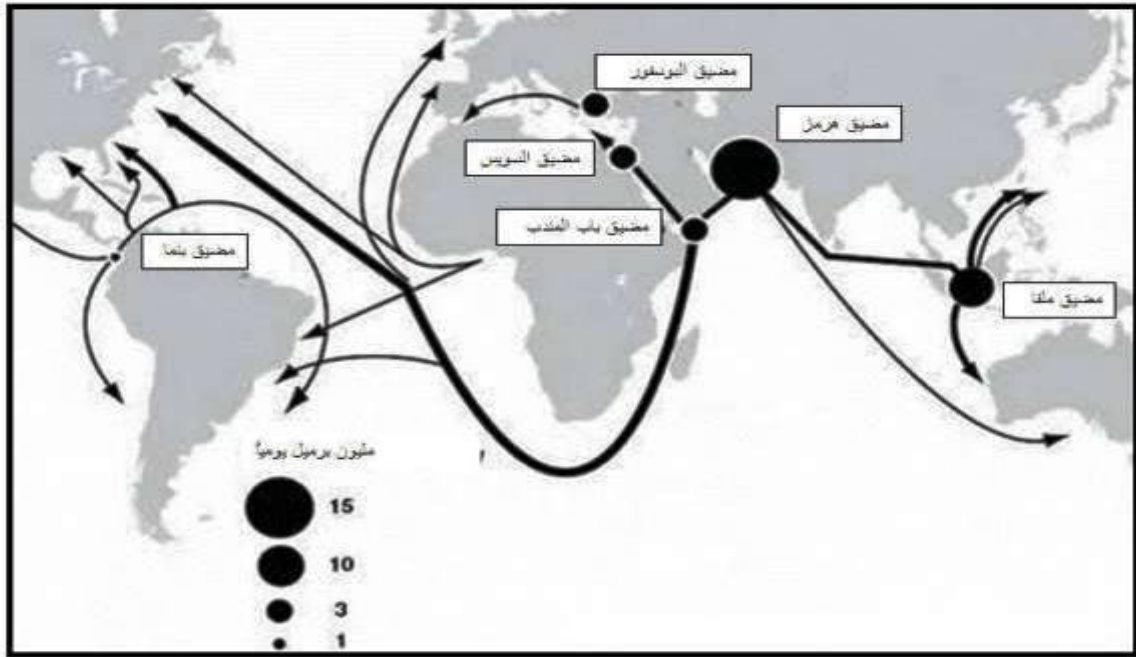 مضيق البوسفور
مضيق هرمز
مضيق السويس
مضيق باب المندب
مضيق بنما
مضيق ملقا
مليون برميل يومياً
15
10
3
1